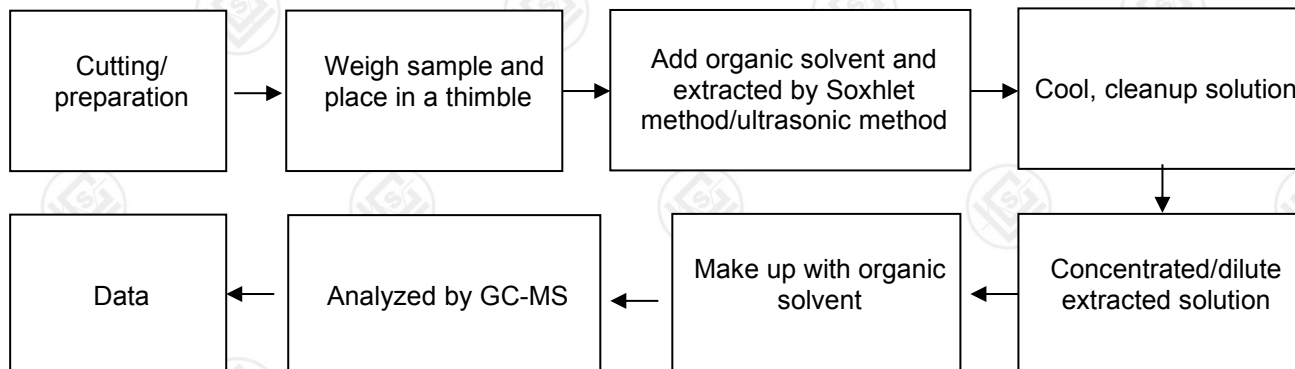 Cutting/
preparation
Weigh sample and
place in a thimble
Add organic solvent and
extracted by Soxhlet
method/ultrasonic method
Cool, cleanup solution
Concentrated/dilute
extracted solution
Make up with organic
solvent
Analyzed by GC-MS
Data